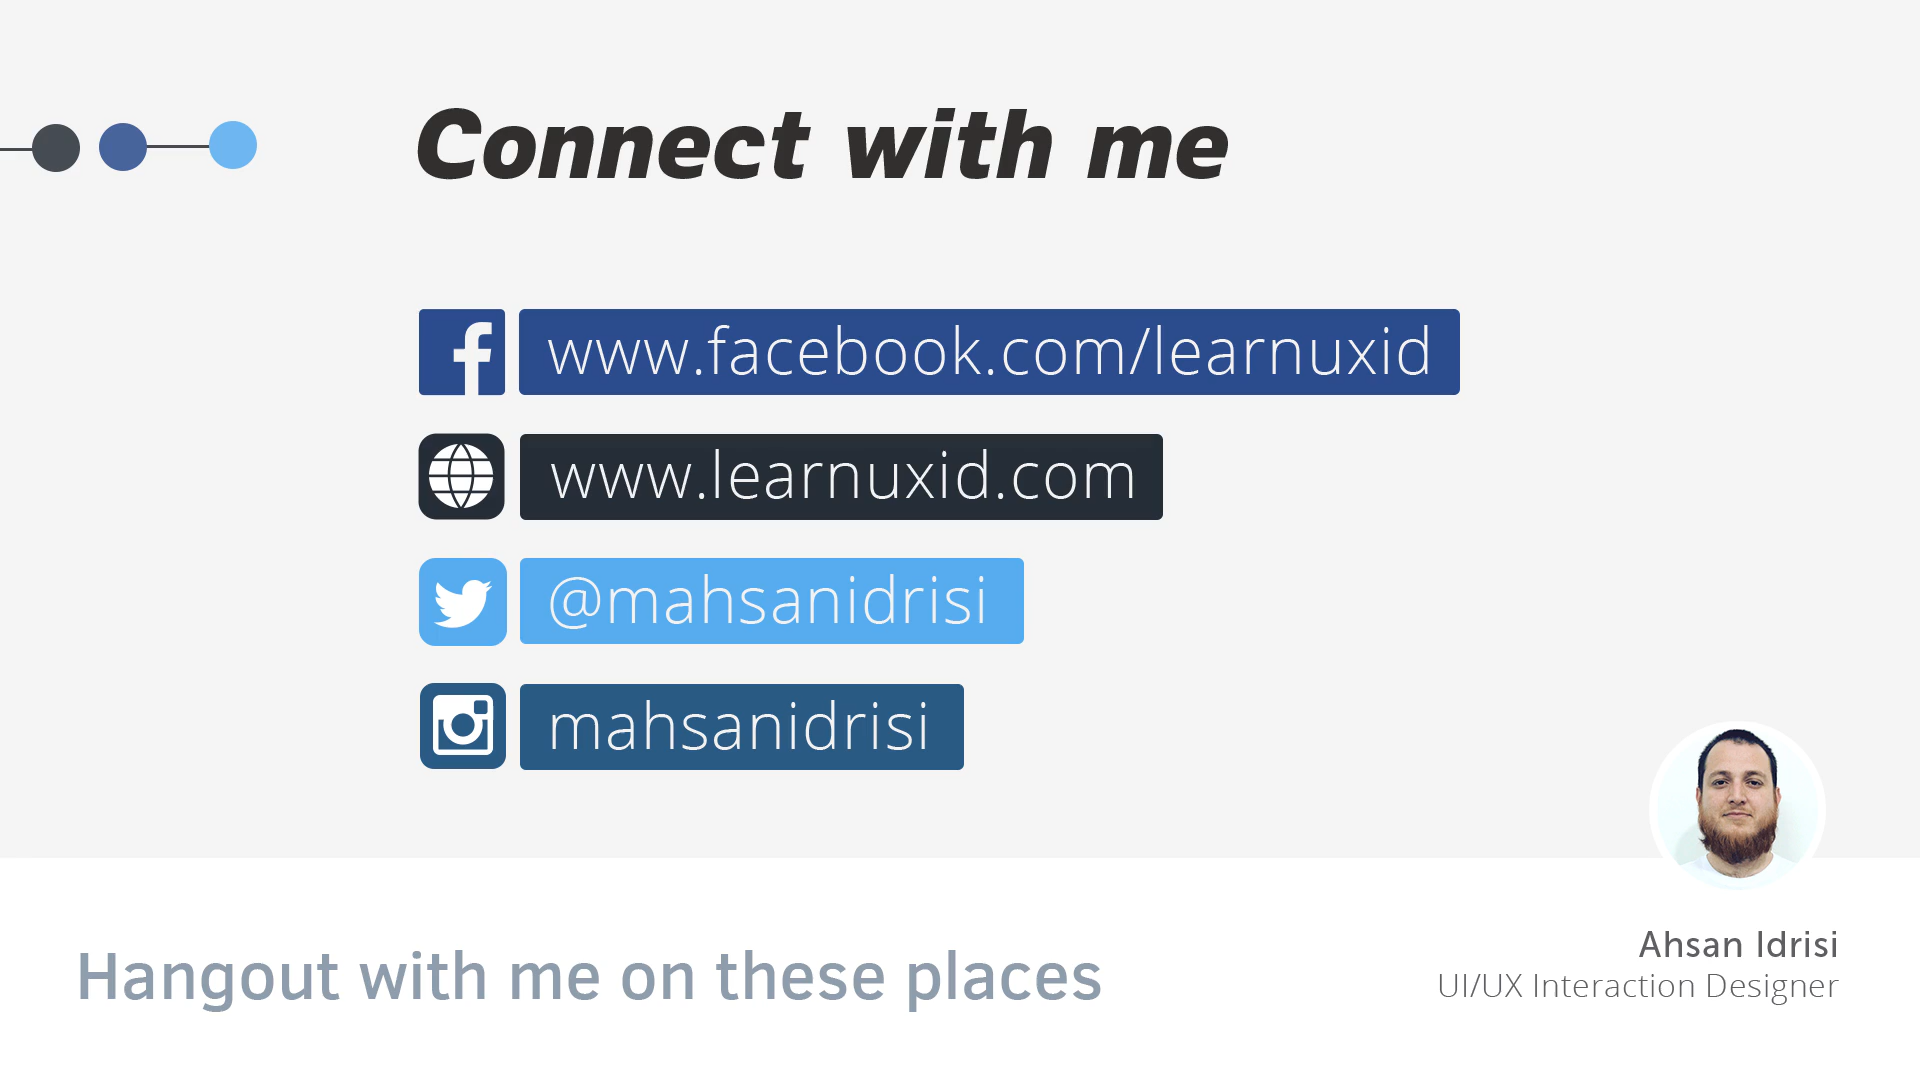 Connect with me
www.facebook.com/learnuxid
www.learnuxid.com
@mahsanidrisi
mahsanidrisi
Hangout with me on these places
Ahsan Idrisi
UI/UX Interaction Designer